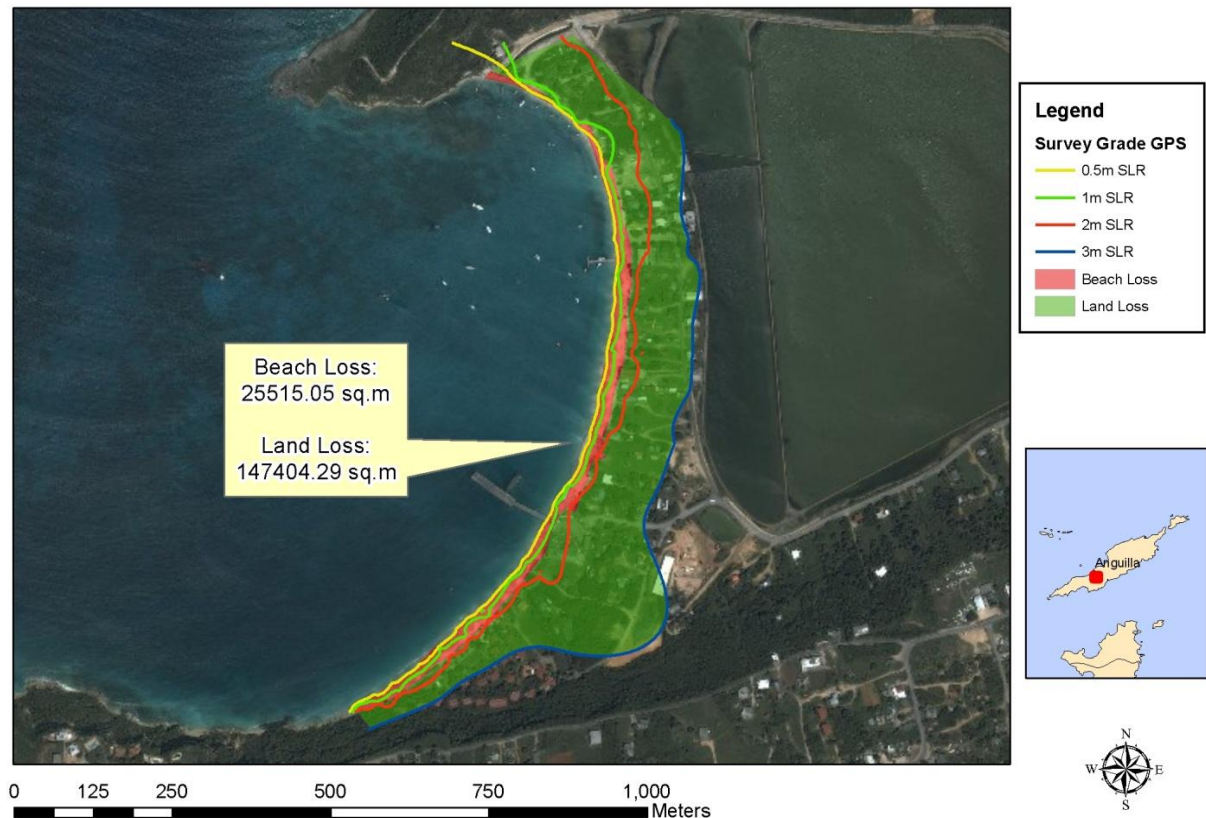 Beach Loss:
25515.05 sq.m
Land Loss:
147404.29 sq.m
Legend
Survey Grade GPS
0.5m SLR
1m SLR
2m SLR
3m SLR
Beach Loss
Land Loss
Anguilla
N
W E
S
0 125 250 500 750 1,000
Meters